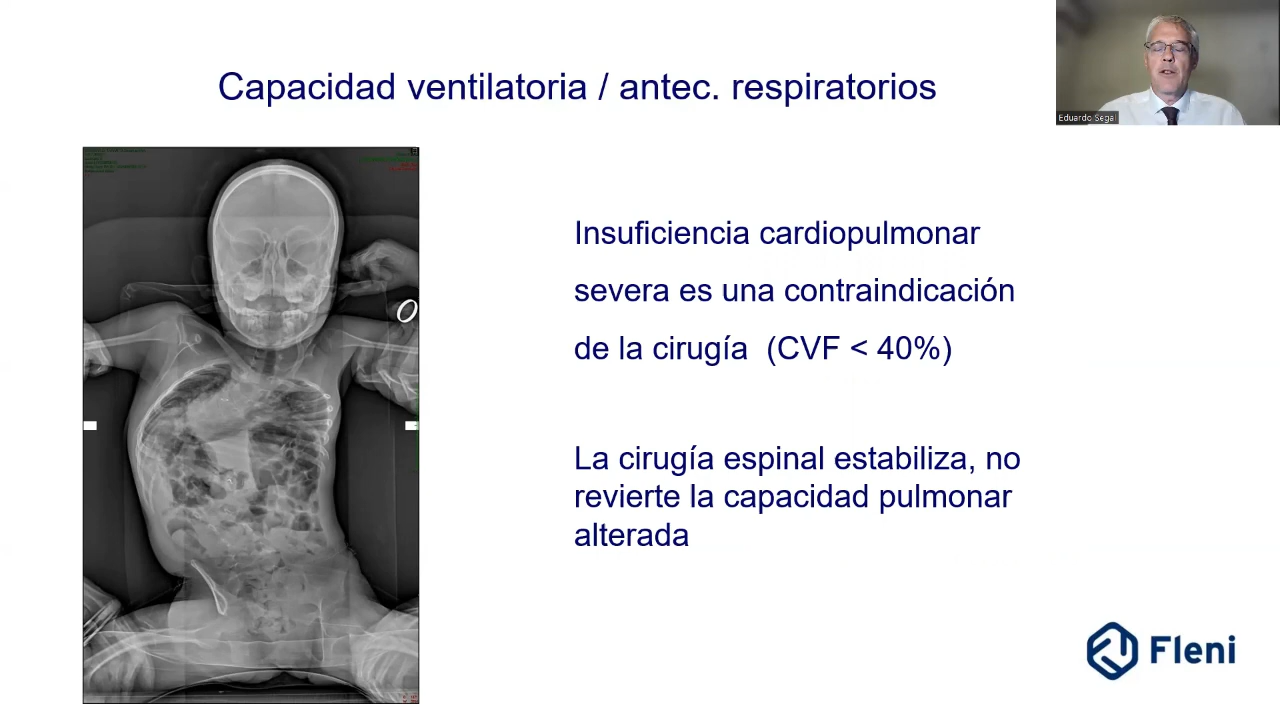 Capacidad ventilatoria / antec. respiratorios
Eduardo Segal
Insuficiencia cardiopulmonar
severa es una contraindicación
de la cirugía (CVF < 40%)
La cirugía espinal estabiliza, no
revierte la capacidad pulmonar
alterada
Fleni